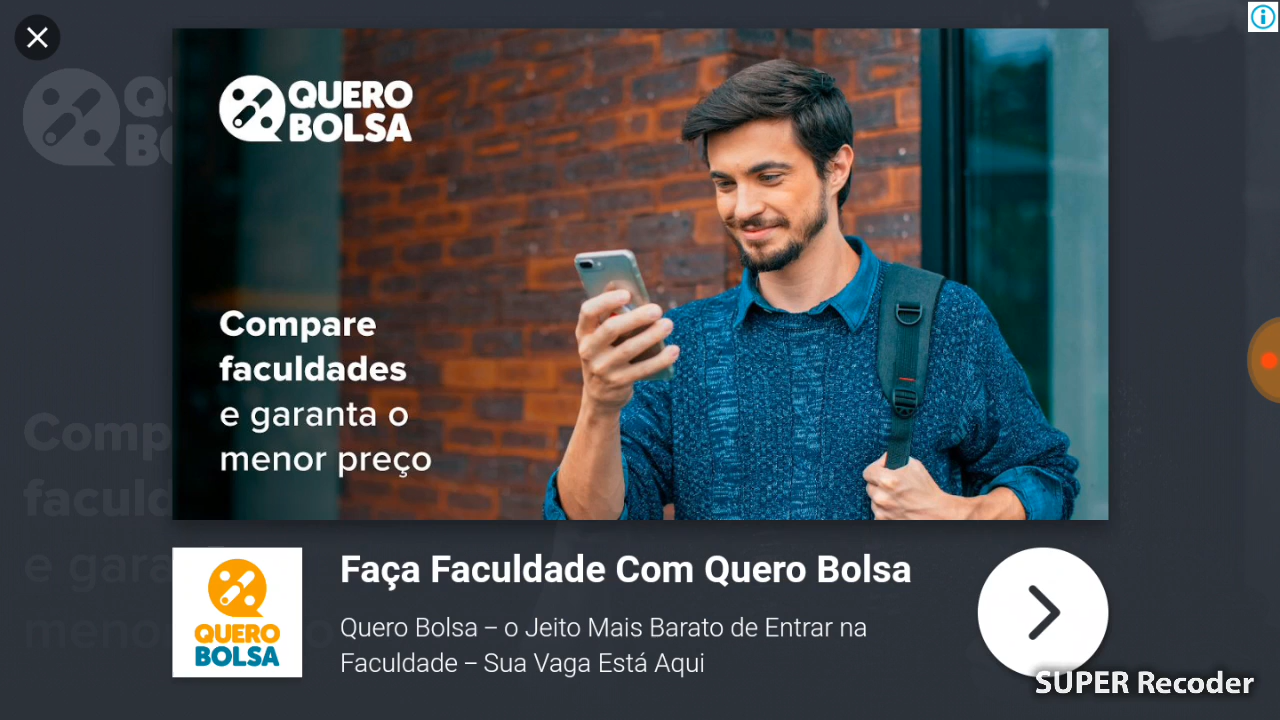 QUERO
BOLSA
Compare
faculdades
e garanta o
menor preço
QUERO
BOLSA
Faça Faculdade Com Quero Bolsa
Quero Bolsa – o Jeito Mais Barato de Entrar na
Faculdade – Sua Vaga Está Aqui
SUPER Recoder